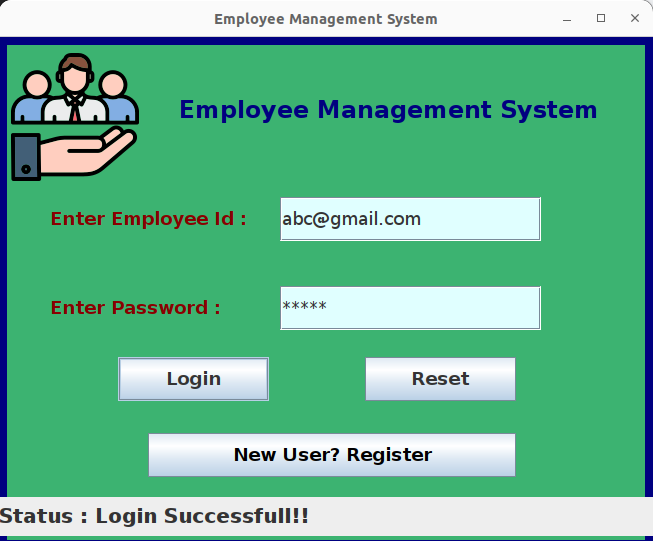 Employee Management System
Employee Management System
Enter Employee Id :
abc@gmail.com
Enter Password :
*****
Login
Reset
New User? Register
Status : Login Successfull!!